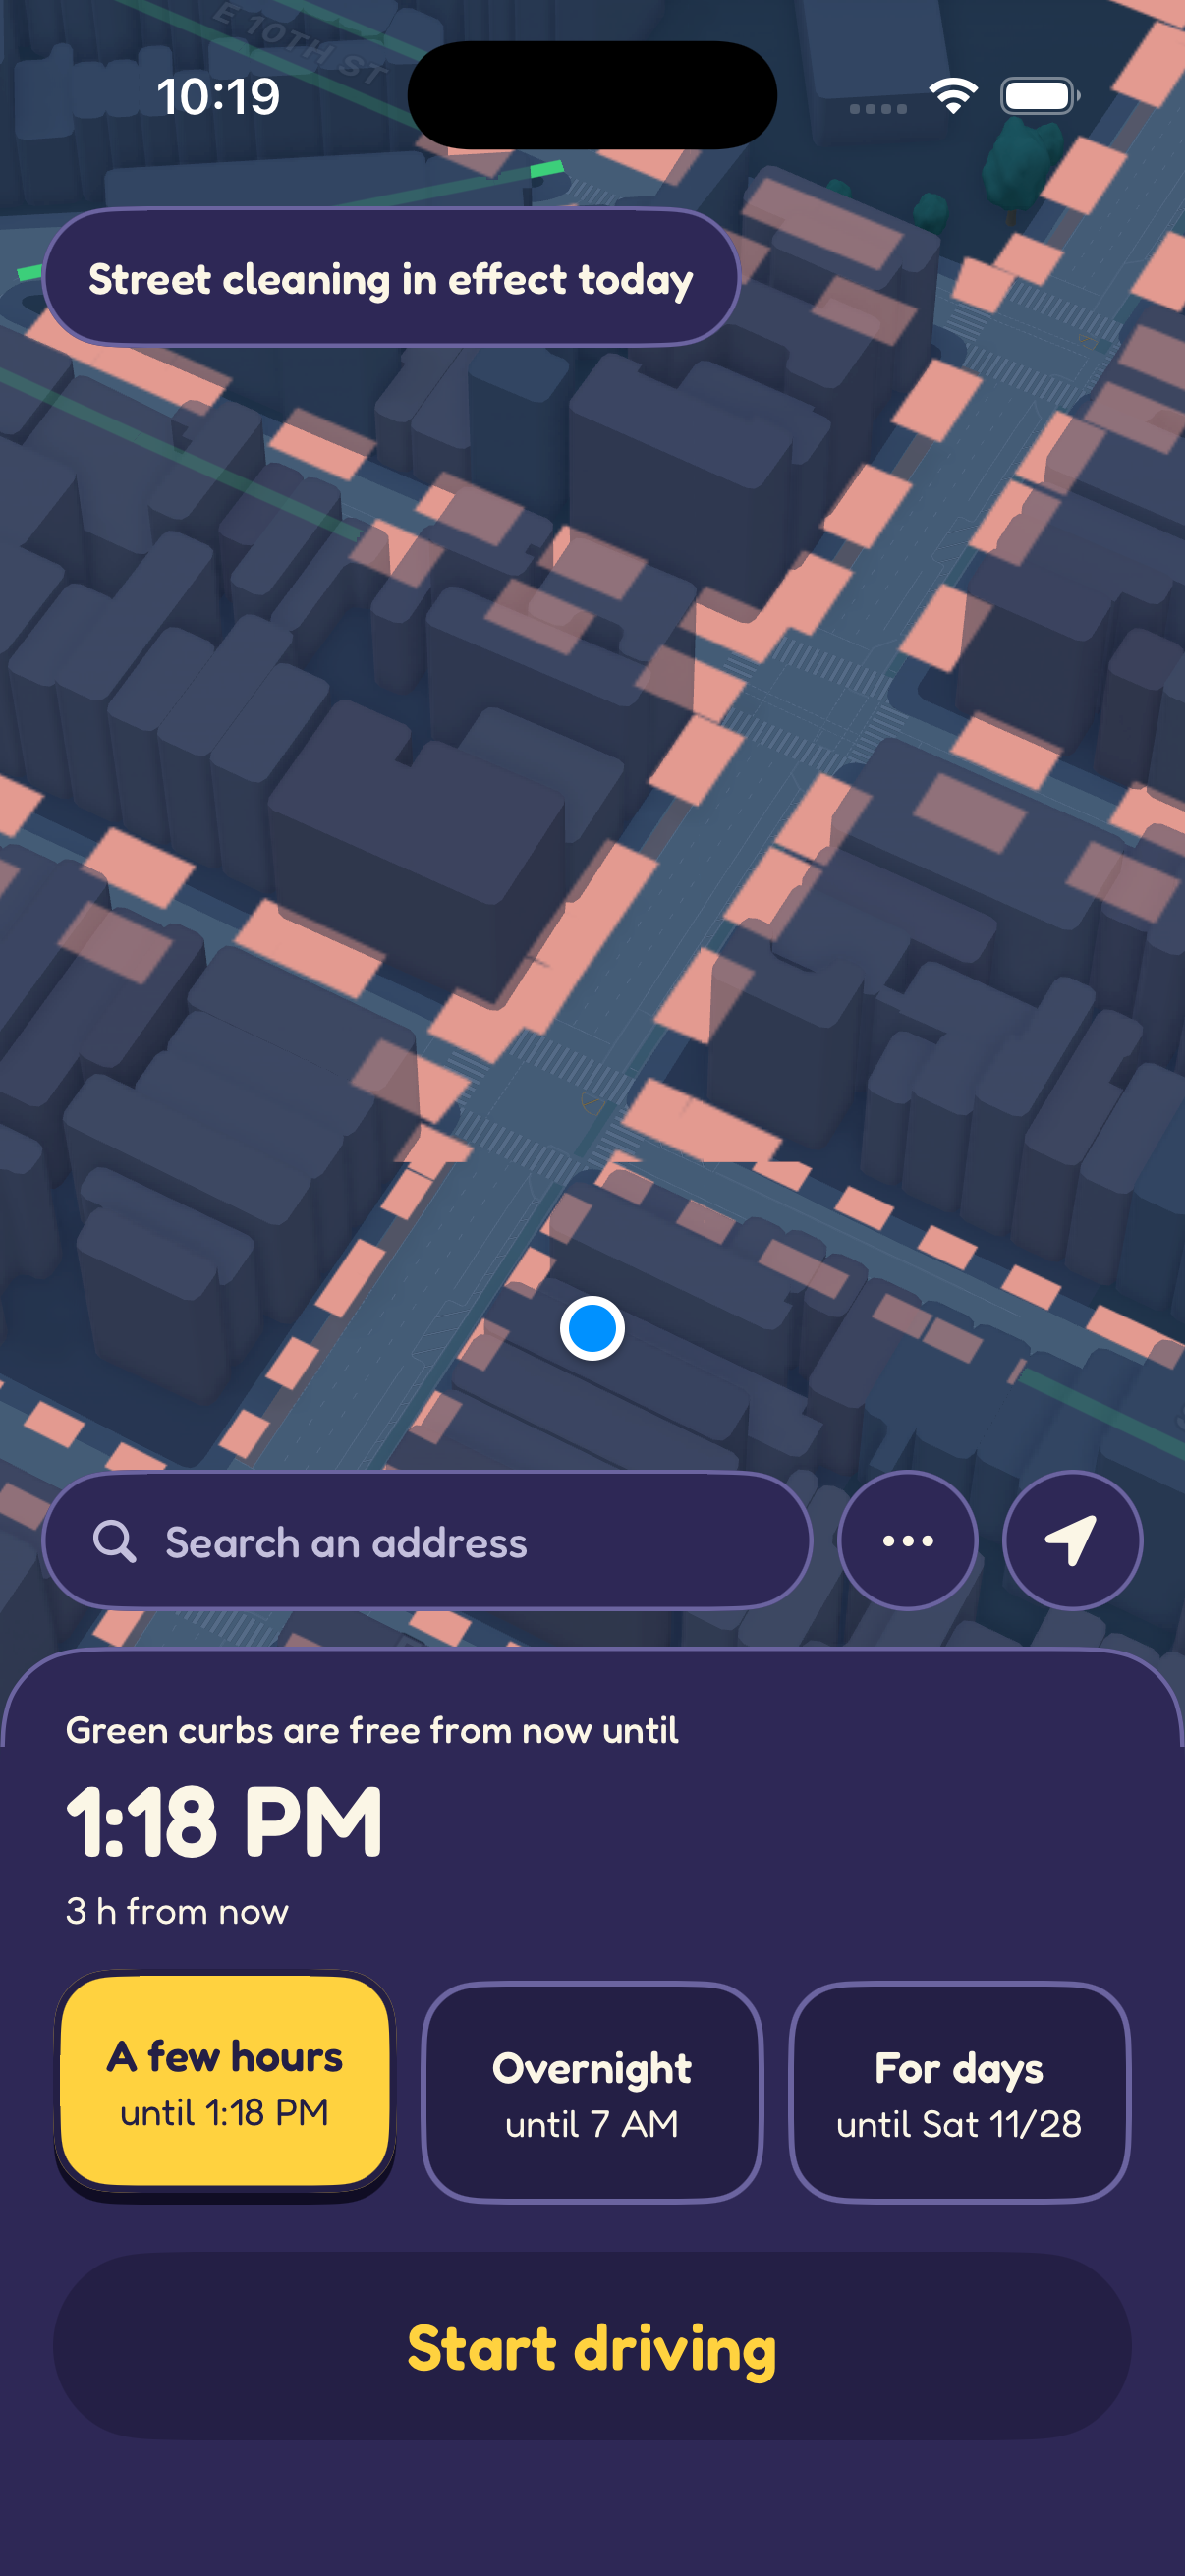 E 10TH ST
10:19
Street cleaning in effect today
Search an address
Green curbs are free from now until
1:18 PM
3 h from now
A few hours
until 1:18 PM
Overnight
until 7 AM
For days
until Sat 11/28
Start driving